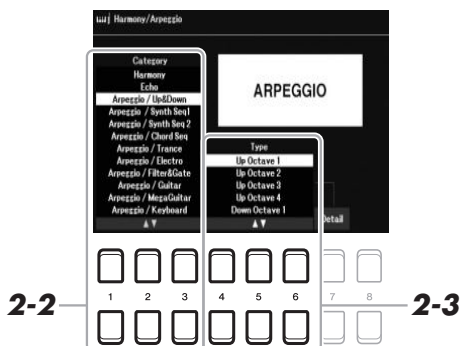 Harmony/Arpeggio
Category
Harmony
Echo
Arpeggio / Up&Down
Arpeggio / Synth Seq1
Arpeggio / Synth Seq 2
Arpeggio / Chord Seq
Arpeggio / Trance
Arpeggio / Electro
Arpeggio / Filter&Gate
Arpeggio / Guitar
Arpeggio / MegaGuitar
Arpeggio / Keyboard
▲▼
ARPEGGIO
Type
Up Octave 1
Up Octave 2
Up Octave 3
Up Octave 4
Down Octave 1
▲▼
Detail
1 2 3 4 5 6 7 8
2-2
2-3